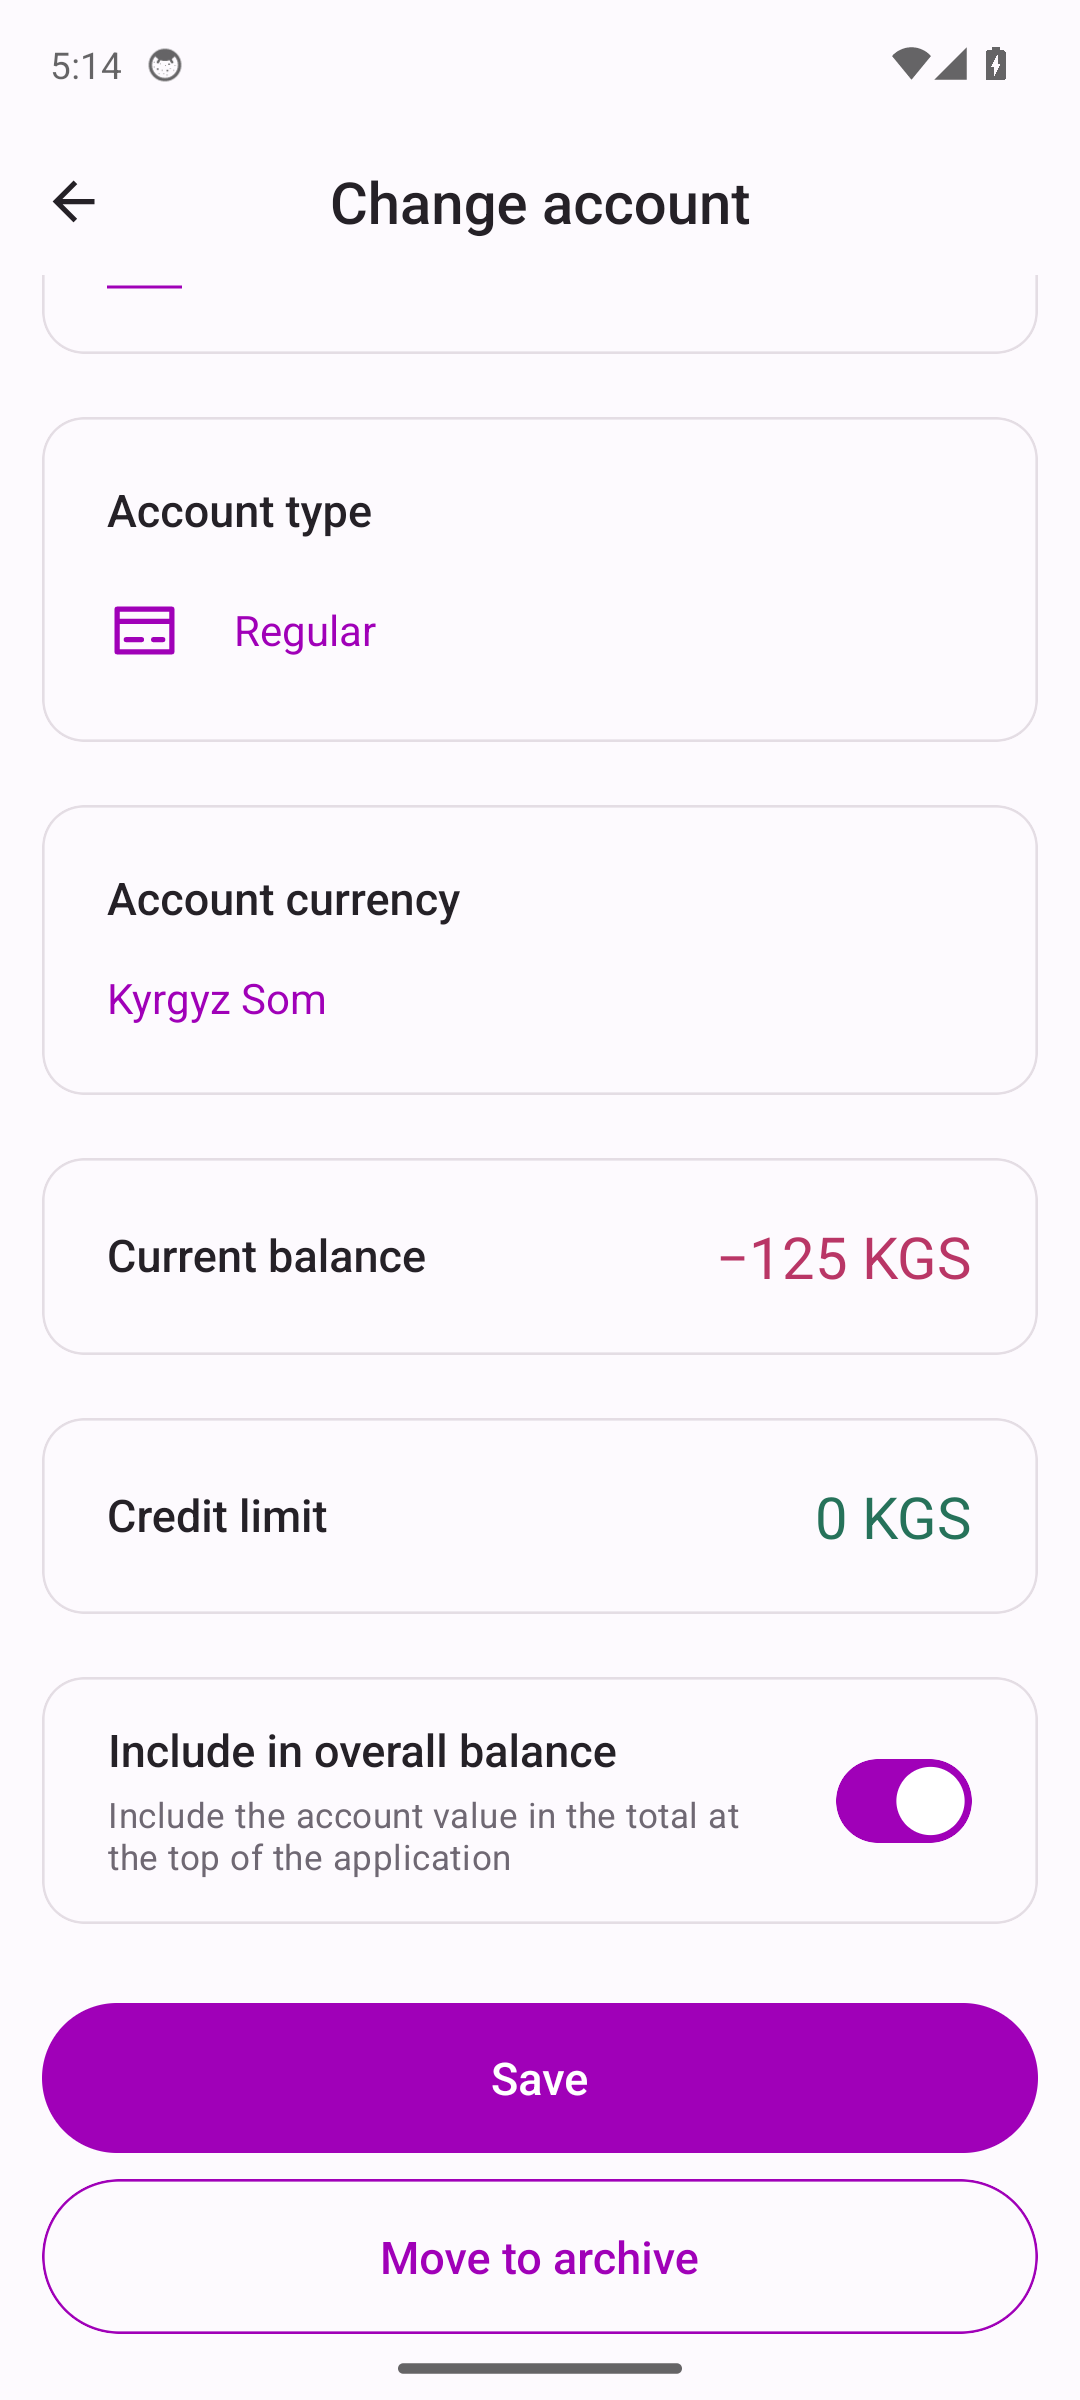 5:14
Change account
Account type
Regular
Account currency
Kyrgyz Som
Current balance
–125 KGS
Credit limit
0 KGS
Include in overall balance
Include the account value in the total at
the top of the application
Save
Move to archive